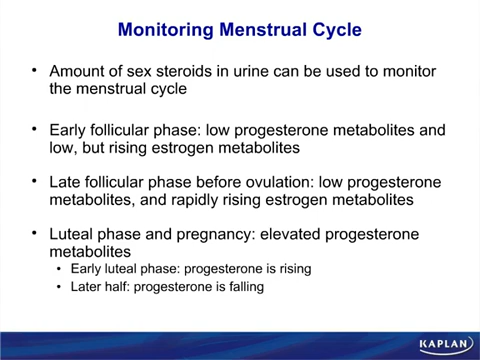 Monitoring Menstrual Cycle
• Amount of sex steroids in urine can be used to monitor
the menstrual cycle
• Early follicular phase: low progesterone metabolites and
low, but rising estrogen metabolites
• Late follicular phase before ovulation: low progesterone
metabolites, and rapidly rising estrogen metabolites
• Luteal phase and pregnancy: elevated progesterone
metabolites
• Early luteal phase: progesterone is rising
• Later half: progesterone is falling
KAPLAN